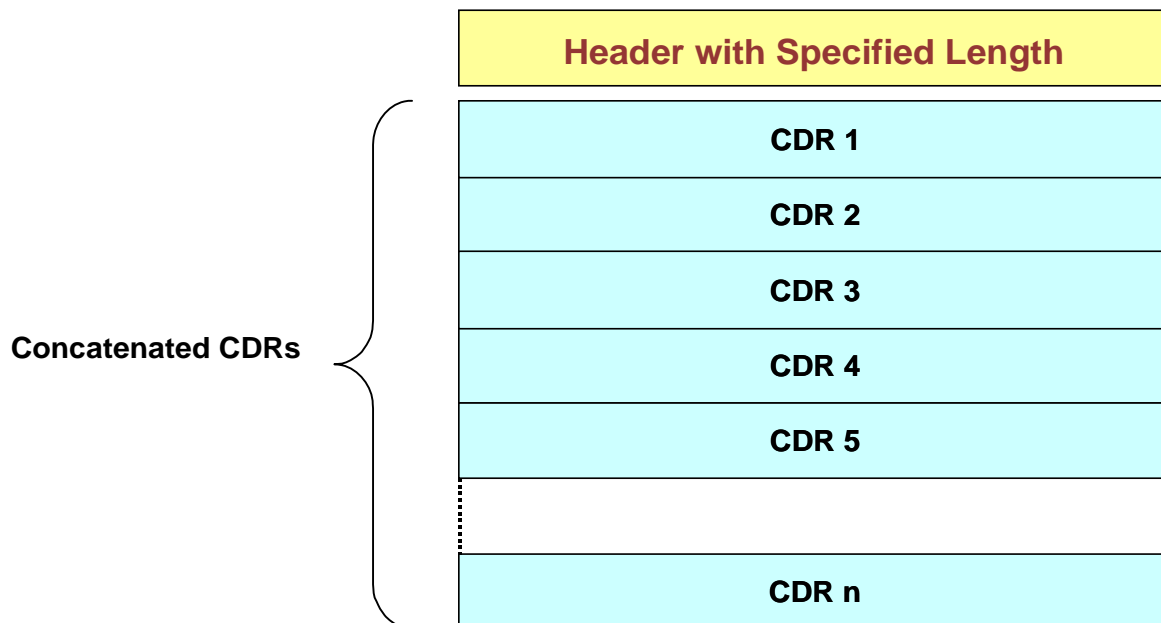 Header with Specified Length
CDR 1
CDR 2
CDR 3
Concatenated CDRs
CDR 4
CDR 5
CDR n